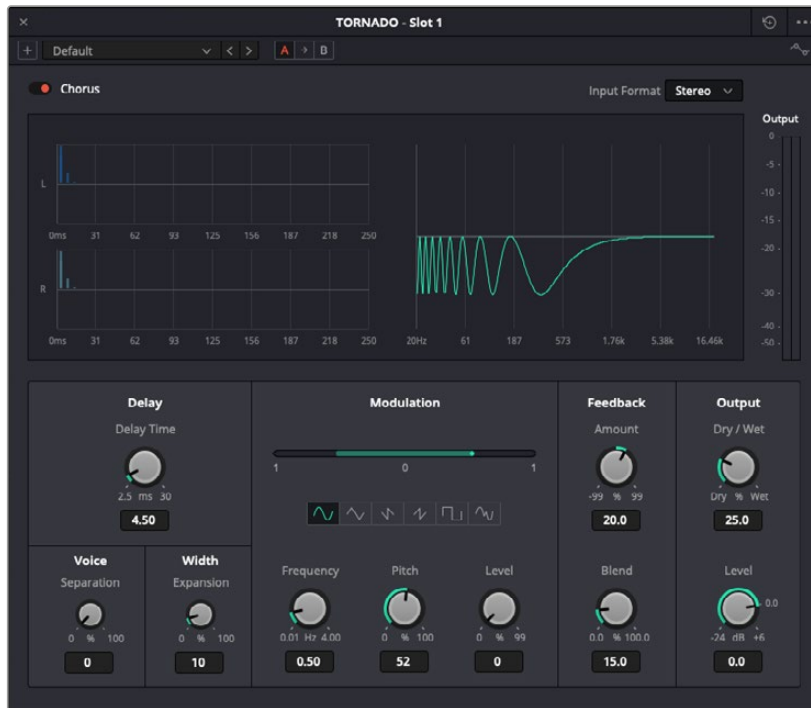 TORNADO - Slot 1
Default
A B
Chorus
Input Format Stereo
Output
0
-5
-10
-15
-20
-30
-40
-50
L
0ms 31 62 93 125 156 187 218 250
R
0ms 31 62 93 125 156 187 218 250
20Hz 61 187 573 1.76k 5.38k 16.46k
Delay
Delay Time
2.5 ms 30
4.50
Voice
Separation
0 % 100
0
Width
Expansion
0 % 100
10
Modulation
1 0 1
Frequency
0.01 Hz 4.00
0.50
Pitch
0 % 100
52
Level
0 % 99
0
Feedback
Amount
-99 % 99
20.0
Blend
0.0 % 100.0
15.0
Output
Dry / Wet
Dry % Wet
25.0
Level
0.0
-24 dB +6
0.0